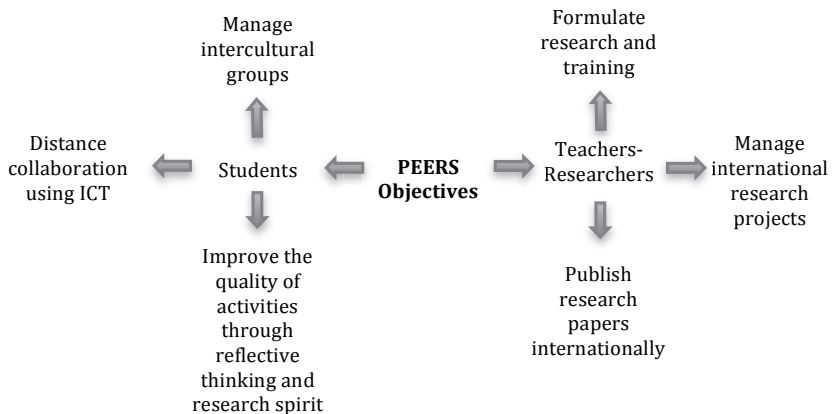 Manage
intercultural
groups
Formulate
research and
training
Distance
collaboration
using ICT
Students
PEERS
Objectives
Teachers-
Researchers
Manage
international
research
projects
Improve the
quality of
activities
through
reflective
thinking and
research spirit
Publish
research
papers
internationally